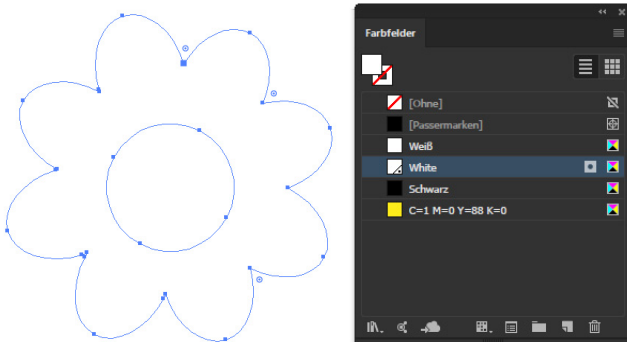 Farbfelder
[Ohne]
[Passermarken]
Weiß
White
Schwarz
C=1 M=0 Y=88 K=0